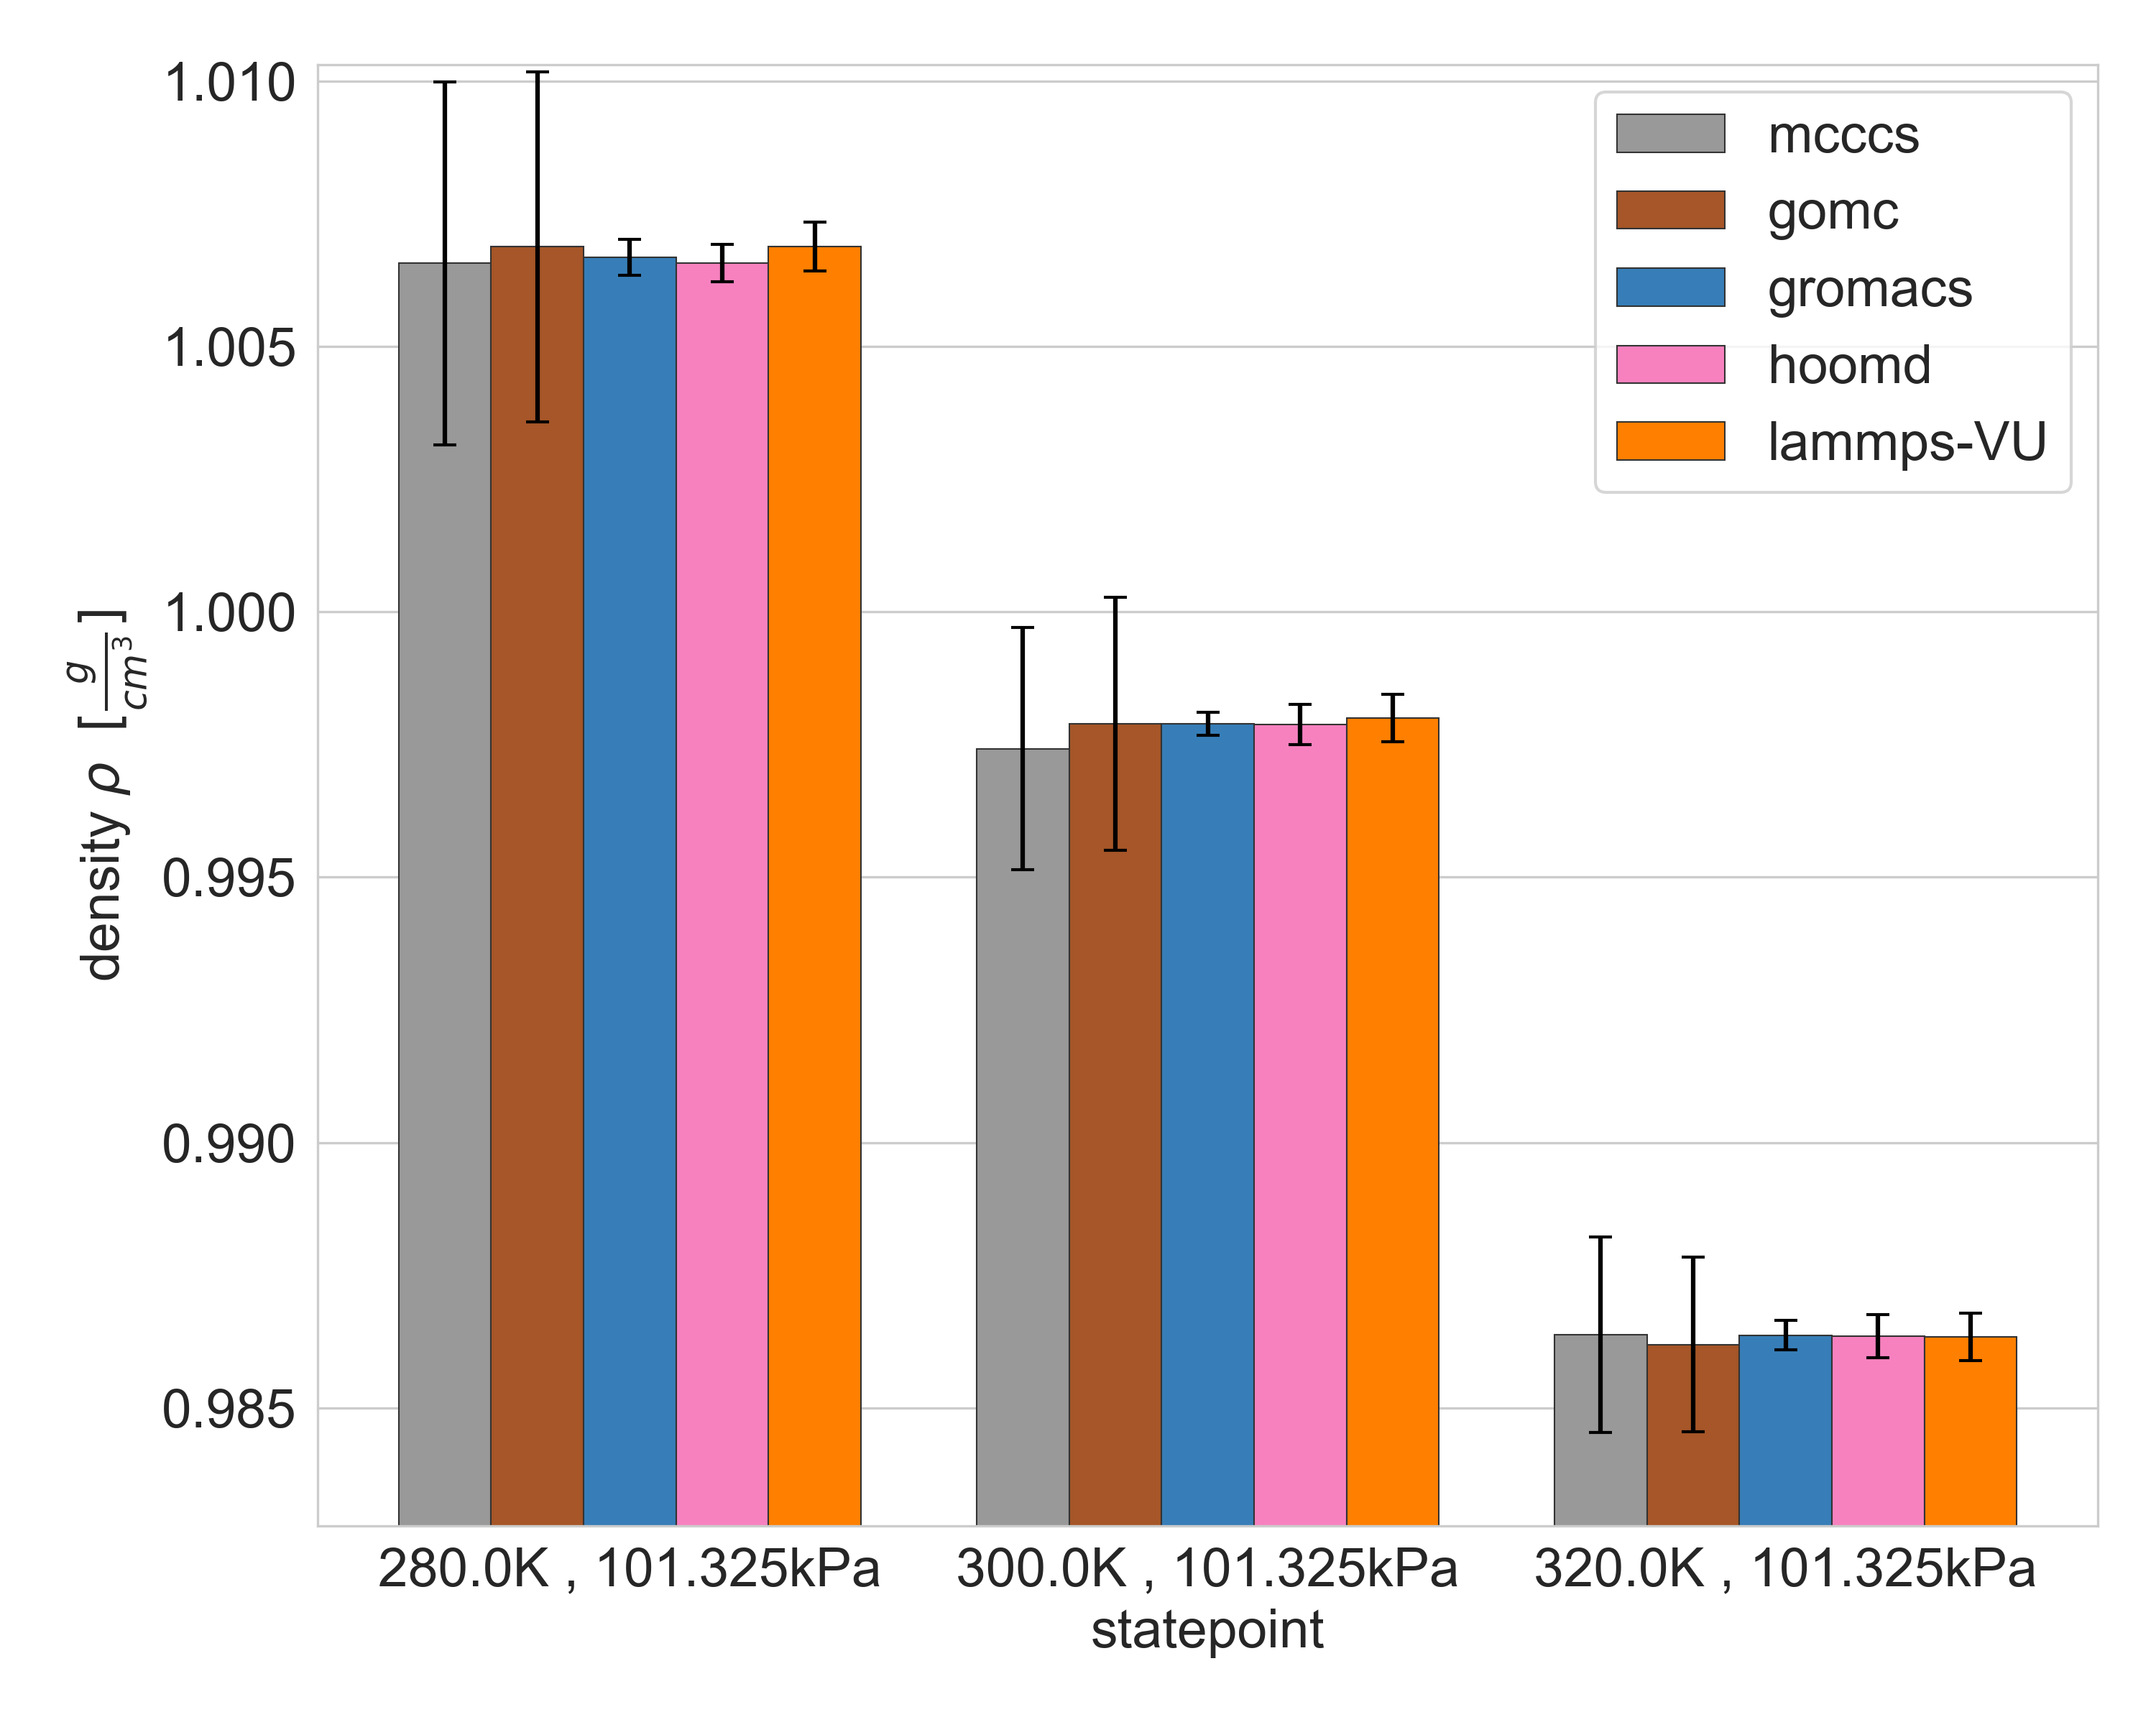 1.010
1.005
1.000
0.995
0.990
0.985
density ρ [g/cm³]
mcccs
gomc
gromacs
hoomd
lammps-VU
280.0K , 101.325kPa
300.0K , 101.325kPa
320.0K , 101.325kPa
statepoint